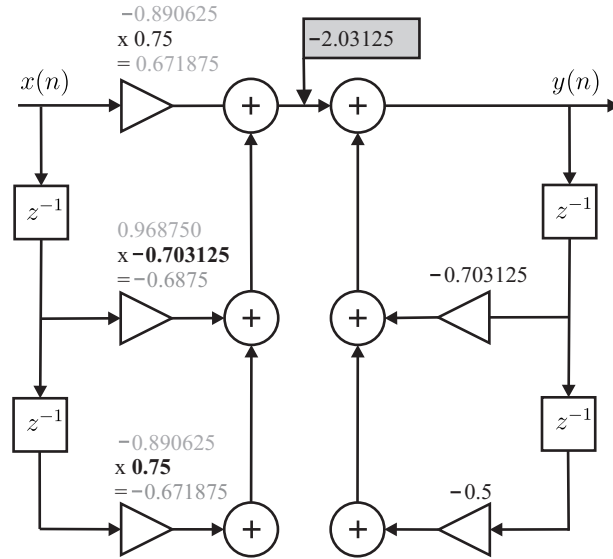 −0.890625
x 0.75
= 0.671875
−2.03125
x(n)
y(n)
z⁻¹
z⁻¹
0.968750
x −0.703125
= −0.6875
−0.703125
z⁻¹
z⁻¹
−0.890625
x 0.75
= −0.671875
−0.5